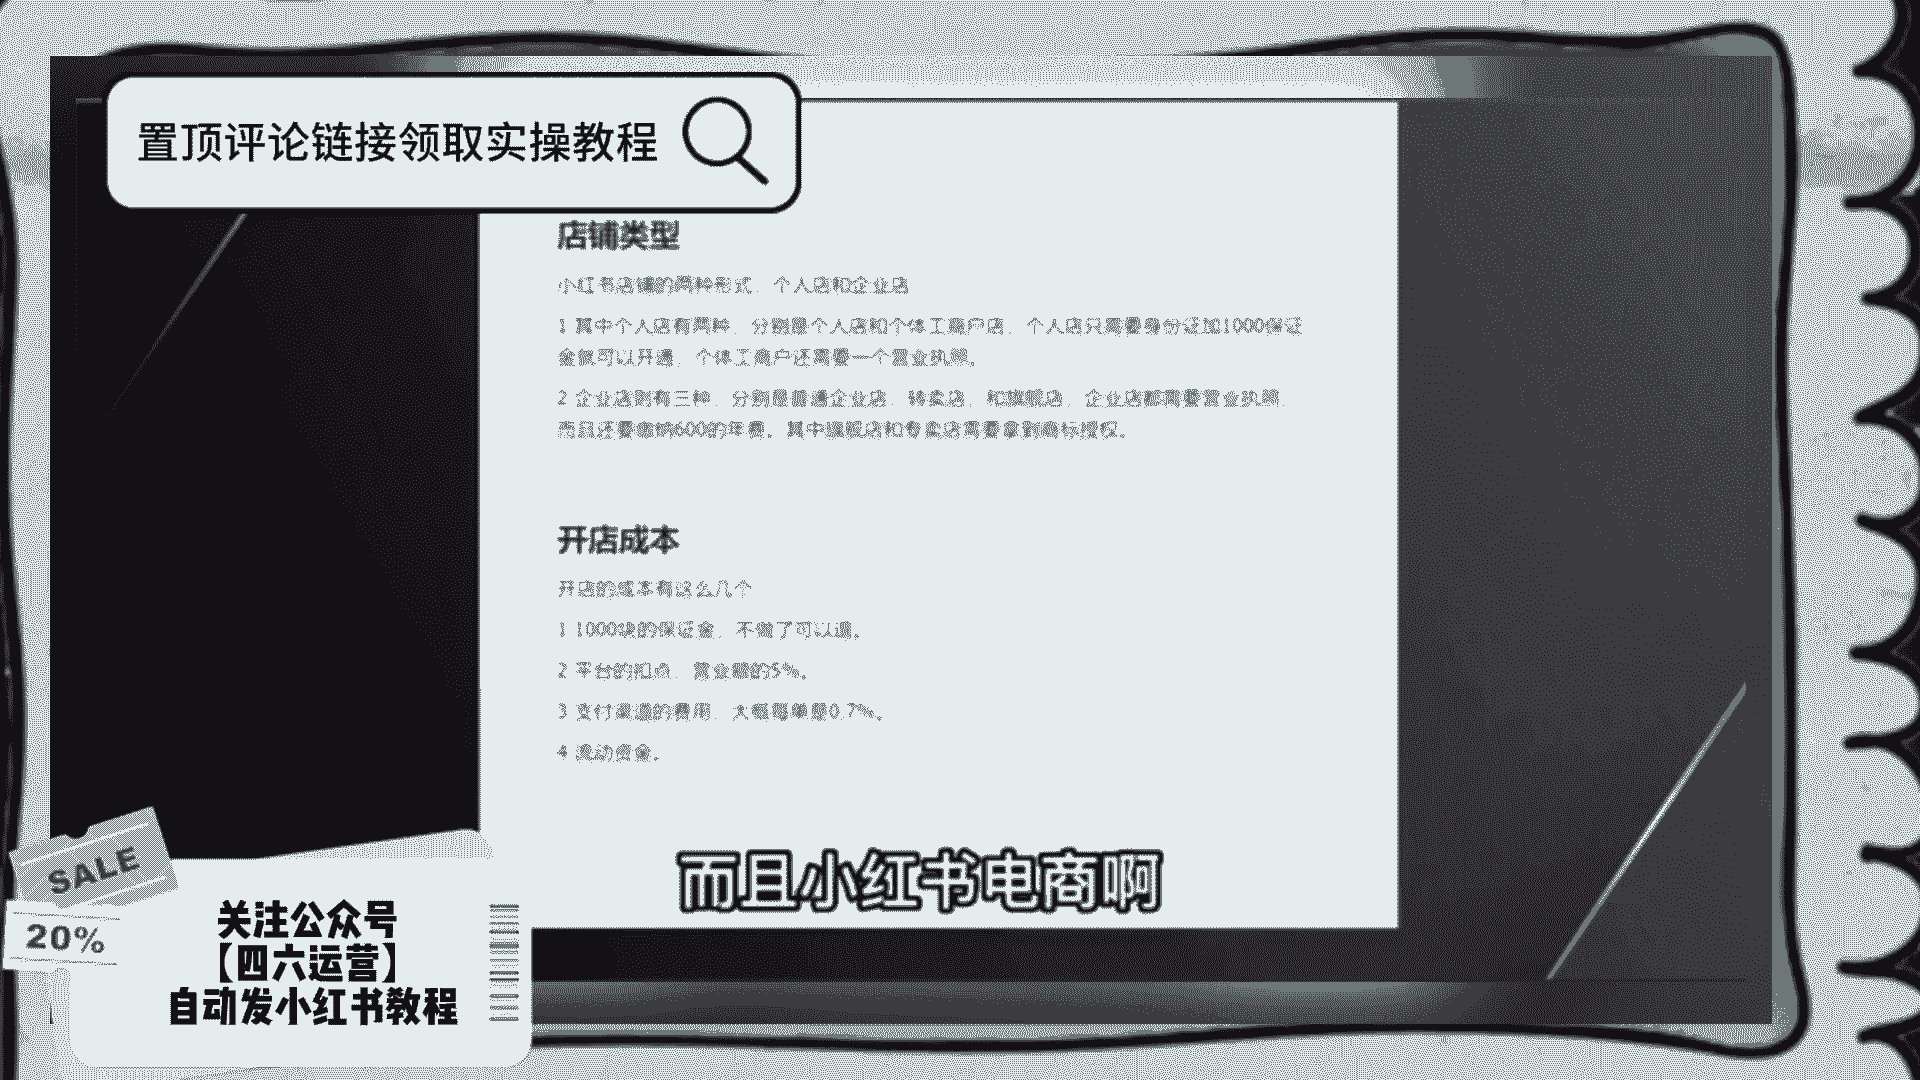 置顶评论链接领取实操教程
店铺类型
小红书店铺的两种形式，个人店和企业店
1 其中个人店有两种，分别是个人店和个体工商户店，个人店只需要身份证加1000保证
金就可以开通，个体工商户还需要一个营业执照。
2 企业店则有三种，分别是普通企业店、转卖店、和旗舰店，企业店都需要营业执照，
而且还要缴纳600的年费。其中旗舰店和专卖店需要拿到商标授权。
开店成本
开店的成本有这么几个
1 1000块的保证金，不做了可以退。
2 平台的扣点，营业额的5%。
3 支付渠道的费用，大概每单是0.7%。
4 流动资金。
而且小红书电商啊
SALE
20%
关注公众号
【四六运营】
自动发小红书教程